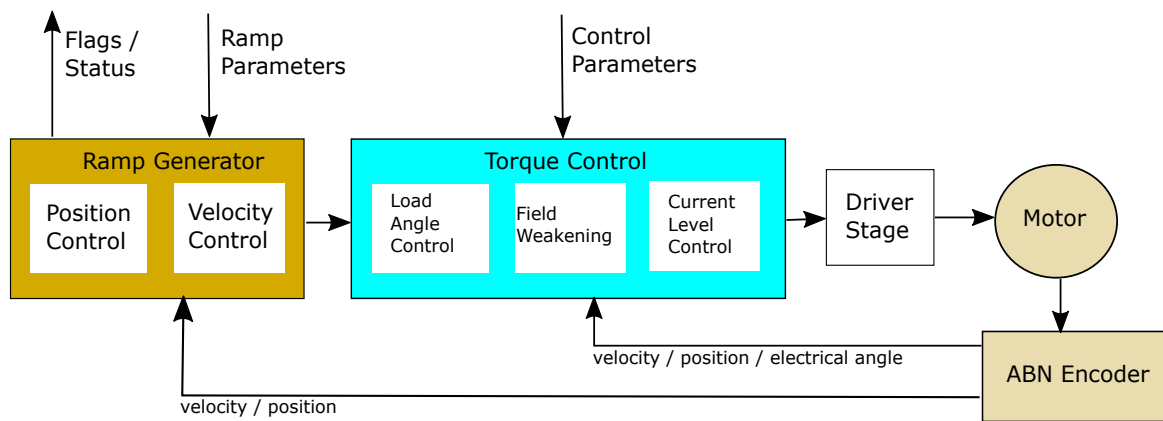 Flags /
Status
Ramp
Parameters
Control
Parameters
Ramp Generator
Position
Control
Velocity
Control
Torque Control
Load
Angle
Control
Field
Weakening
Current
Level
Control
Driver
Stage
Motor
velocity / position / electrical angle
ABN Encoder
velocity / position